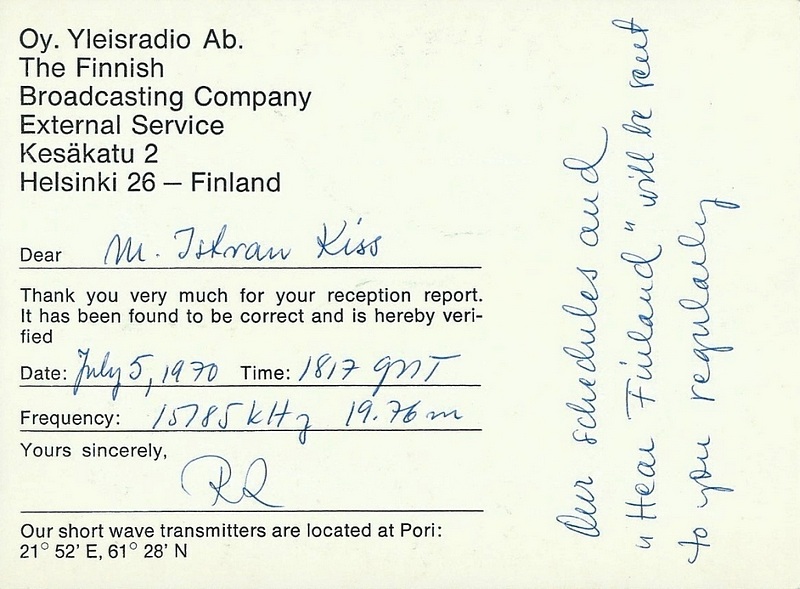 Oy. Yleisradio Ab.
The Finnish
Broadcasting Company
External Service
Kesäkatu 2
Helsinki 26 — Finland
Dear M. Istvan Kiss
Thank you very much for your reception report.
It has been found to be correct and is hereby veri-
fied
Date: July 5, 1970 Time: 1817 GMT
Frequency: 15185 kHz 19.76 m
Yours sincerely,
Our short wave transmitters are located at Pori:
21° 52' E, 61° 28' N
Our schedules and
"Hear Finland" will be sent
to you regularly